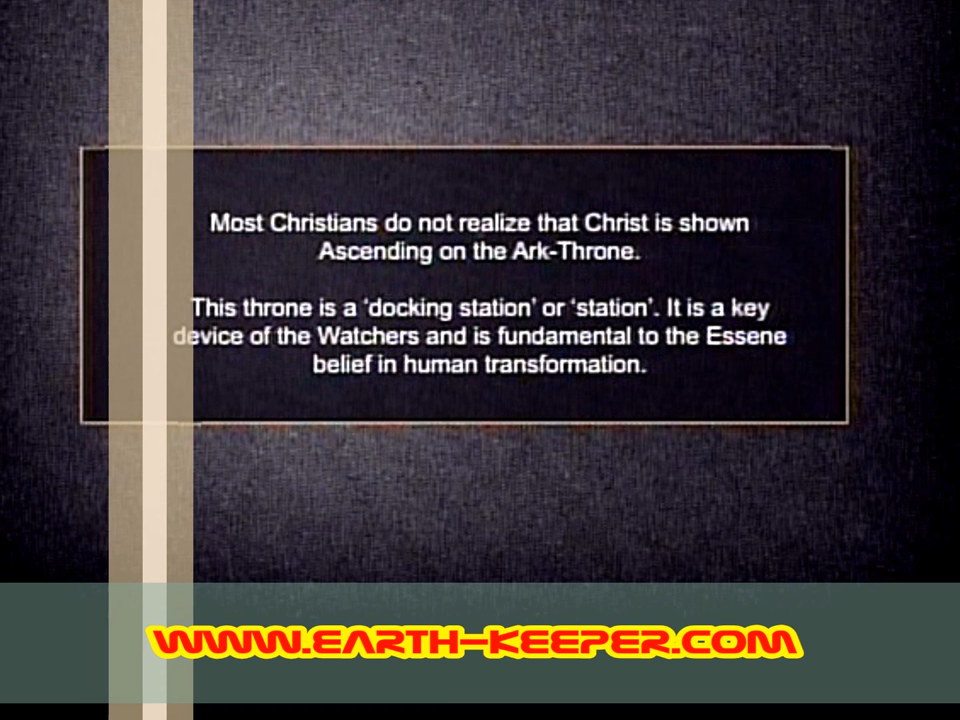 Most Christians do not realize that Christ is shown
Ascending on the Ark-Throne.
This throne is a ‘docking station’ or ‘station’. It is a key
device of the Watchers and is fundamental to the Essene
belief in human transformation.
WWW.EARTH-KEEPER.COM